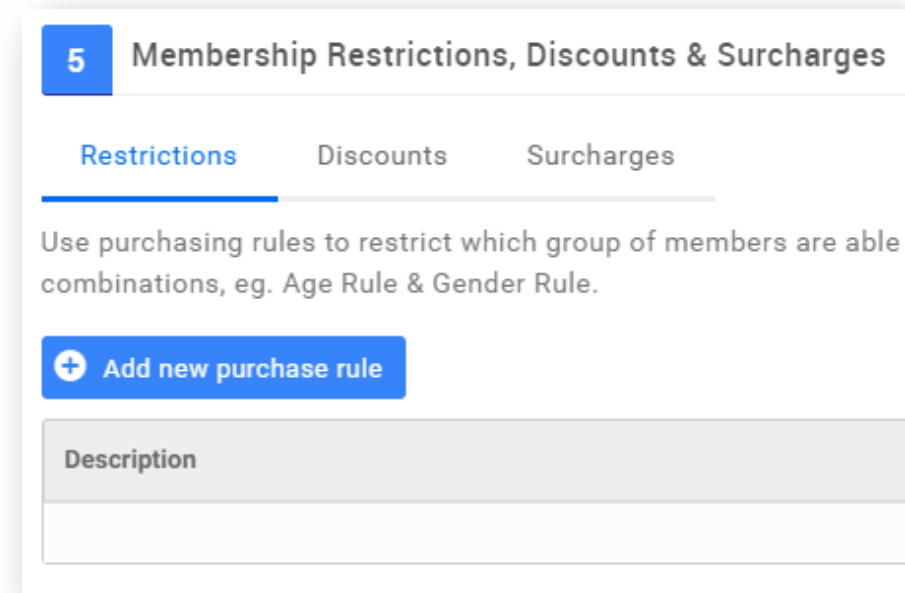 5
Membership Restrictions, Discounts & Surcharges
Restrictions Discounts Surcharges
Use purchasing rules to restrict which group of members are able
combinations, eg. Age Rule & Gender Rule.
Add new purchase rule
Description